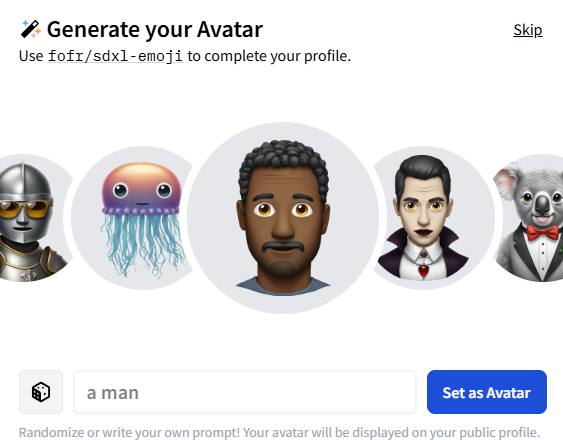 Generate your Avatar
Skip
Use fofr/sdxl-emoji to complete your profile.
a man
Set as Avatar
Randomize or write your own prompt! Your avatar will be displayed on your public profile.